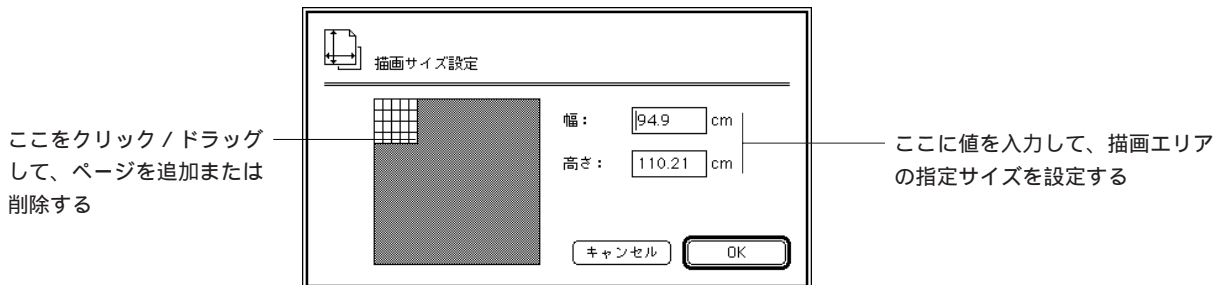 描画サイズ設定
ここをクリック / ドラッグ
して、ページを追加または
削除する
幅： 94.9 cm
高さ： 110.21 cm
ここに値を入力して、描画エリア
の指定サイズを設定する
キャンセル OK